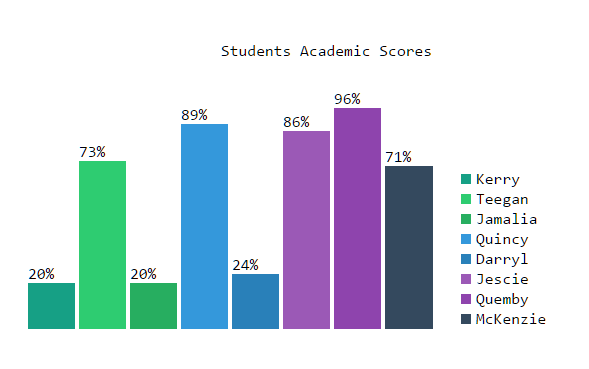 Students Academic Scores
20%
73%
20%
89%
24%
86%
96%
71%
Kerry
Teegan
Jamalia
Quincy
Darryl
Jescie
Quemby
McKenzie